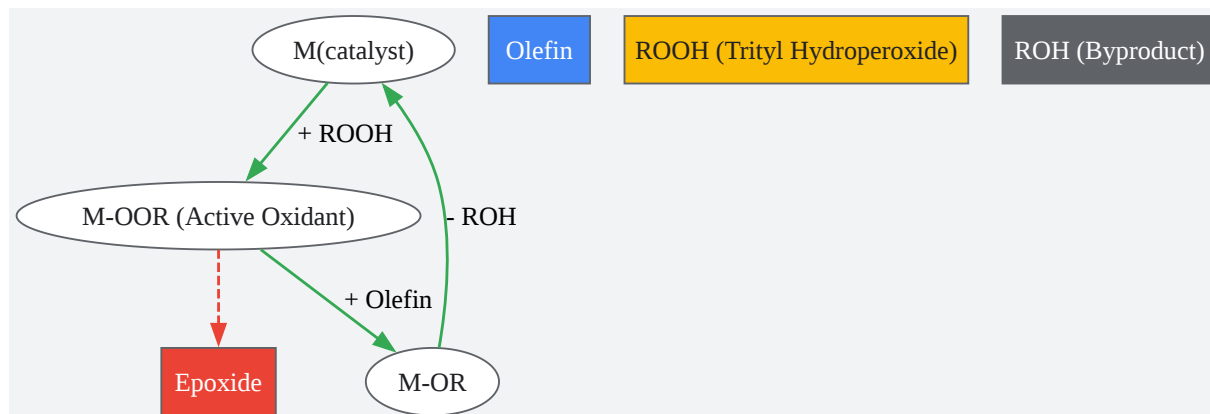 M(catalyst)
Olefin
ROOH (Trityl Hydroperoxide)
ROH (Byproduct)
+ ROOH
M-OOR (Active Oxidant)
- ROH
+ Olefin
Epoxide
M-OR